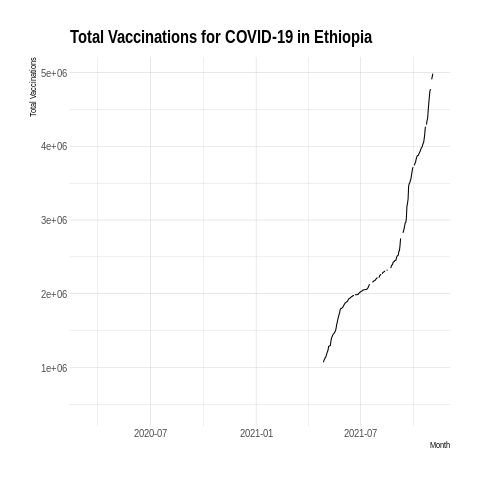 Total Vaccinations for COVID-19 in Ethiopia
Total Vaccinations
5e+06
4e+06
3e+06
2e+06
1e+06
2020-07 2021-01 2021-07
Month